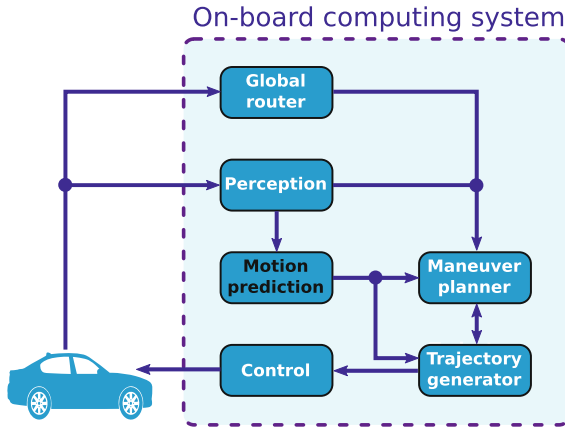 On-board computing system
Global
router
Perception
Motion
prediction
Maneuver
planner
Control
Trajectory
generator